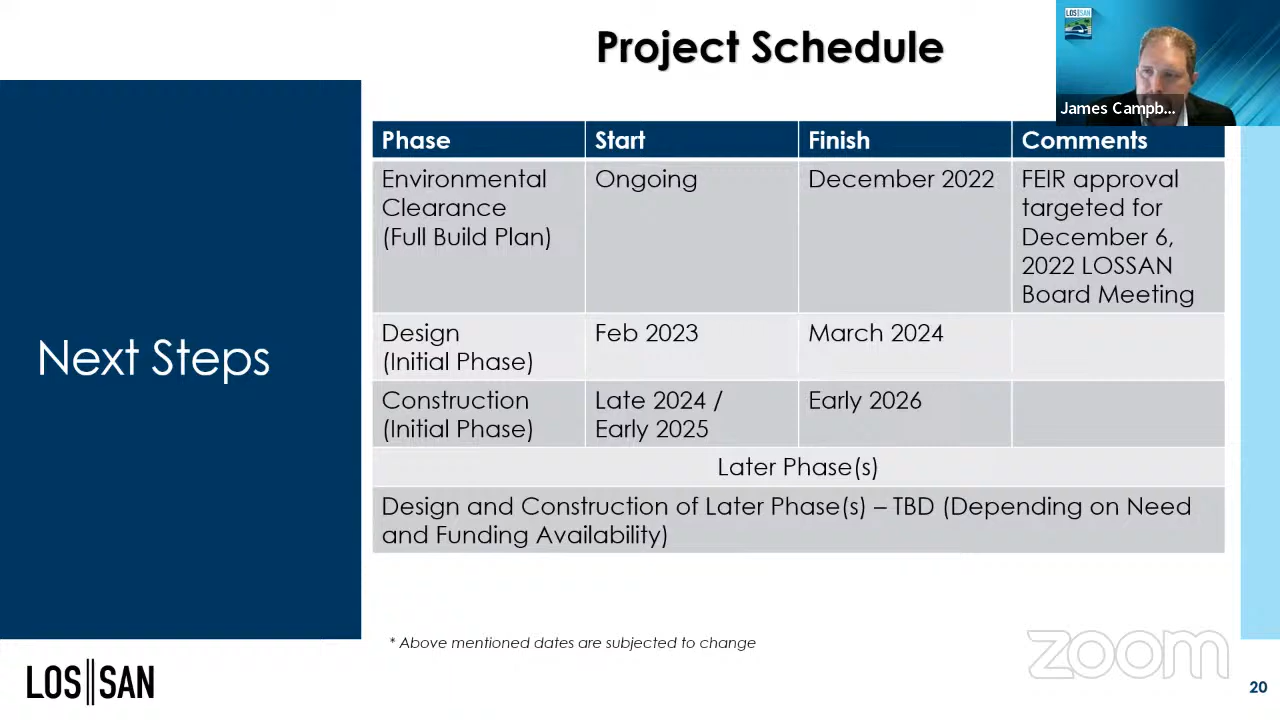 Project Schedule
LOS SAN
James Campb...
Phase Start Finish Comments
Environmental
Clearance
(Full Build Plan)
Ongoing
December 2022
FEIR approval
targeted for
December 6,
2022 LOSSAN
Board Meeting
Next Steps
Design
(Initial Phase)
Feb 2023
March 2024
Construction
(Initial Phase)
Late 2024 /
Early 2025
Early 2026
Later Phase(s)
Design and Construction of Later Phase(s) – TBD (Depending on Need
and Funding Availability)
* Above mentioned dates are subjected to change
zoom
LOS SAN
20